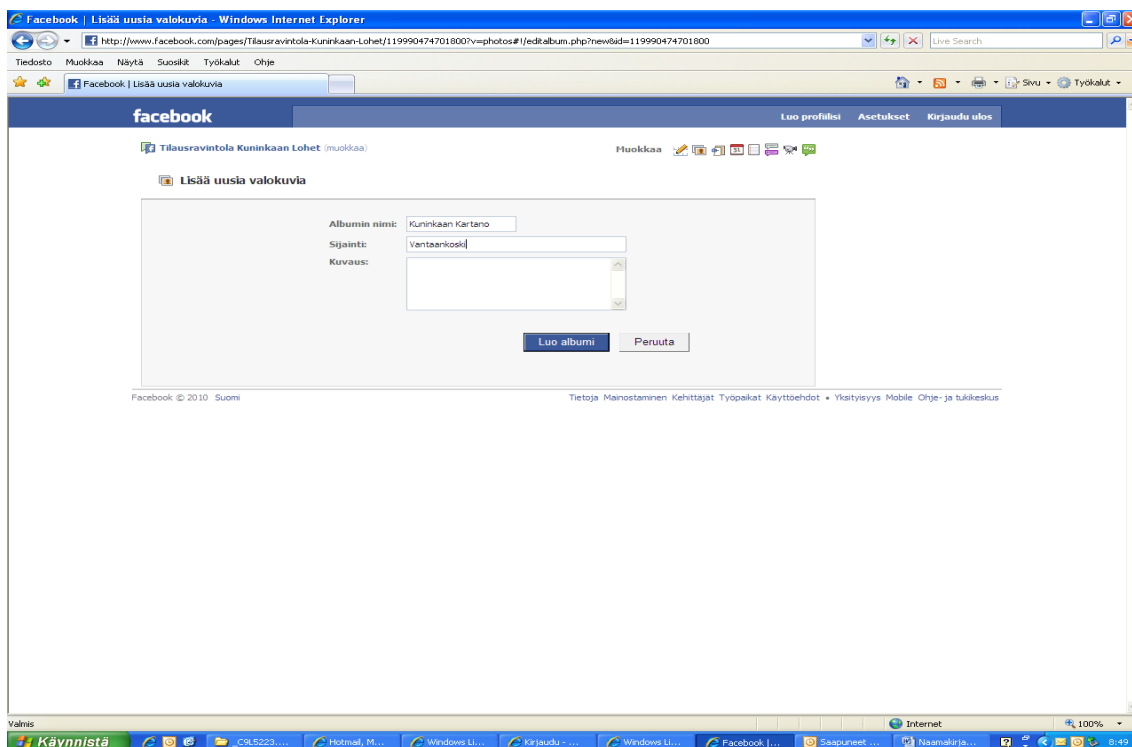 Facebook | Lisää uusia valokuvia - Windows Internet Explorer
http://www.facebook.com/pages/Tilausravintola-Kuninkaan-Lohet/119990474701800?v=photos#!/editalbum.php?new&id=119990474701800
Live Search
Tiedosto Muokkaa Näytä Suosikit Työkalut Ohje
Facebook | Lisää uusia valokuvia
Sivu Työkalut
facebook
Luo profiilisi Asetukset Kirjaudu ulos
Tilausravintola Kuninkaan Lohet (muokkaa)
Muokkaa
31
Lisää uusia valokuvia
Albumin nimi: Kuninkaan Kartano
Sijainti: Vantaankoski
Kuvaus:
Luo albumi Peruuta
Facebook © 2010 Suomi
Tietoja Mainostaminen Kehittäjät Työpaikat Käyttöehdot • Yksityisyys Mobile Ohje- ja tukikeskus
Valmis
Internet
100%
Käynnistä
_C9L5223....
Hotmail, M...
Windows Li...
Kirjaudu - ...
Windows Li...
Facebook |...
Saapuneet ...
Naamakirja...
8:49